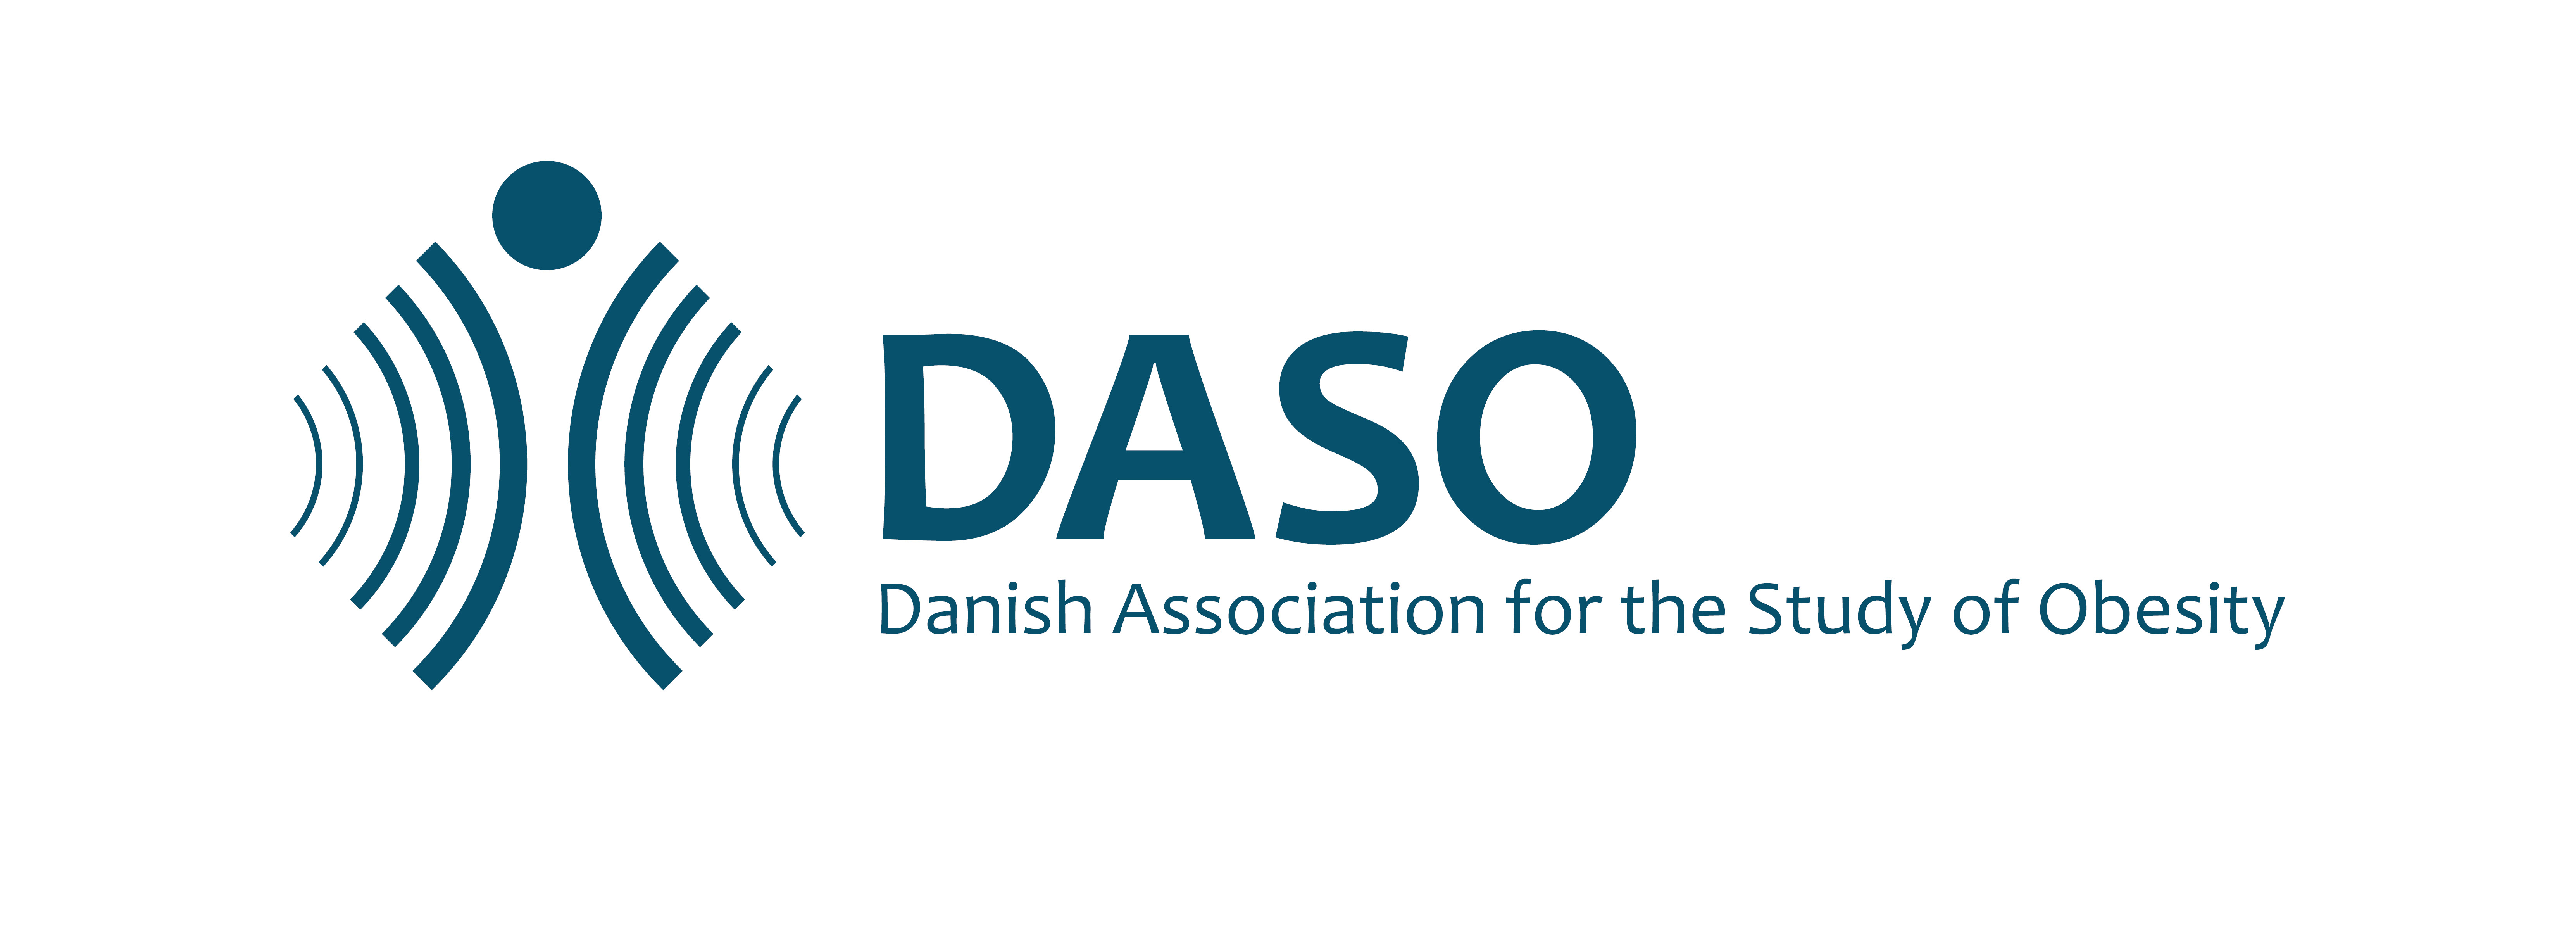 DASO
Danish Association for the Study of Obesity